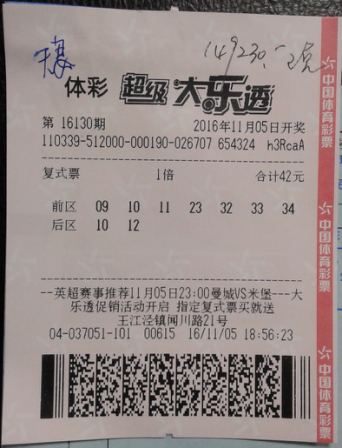 149230.
体彩 超级大乐透
第 16130期 2016年11月05日开奖
110339-512000-000190-026707 654324 h3RcaA
复式票 1倍 合计42元
前区 09 10 11 23 32 33 34
后区 10 12
--英超赛事推荐11月05日23:00曼城VS米堡---大
乐透促销活动开启 指定复式票买就送
王江泾镇闻川路21号
04-037051-101 00615 16/11/05 18:56:23
中国体育彩票
中国体育彩票
中国体育彩票